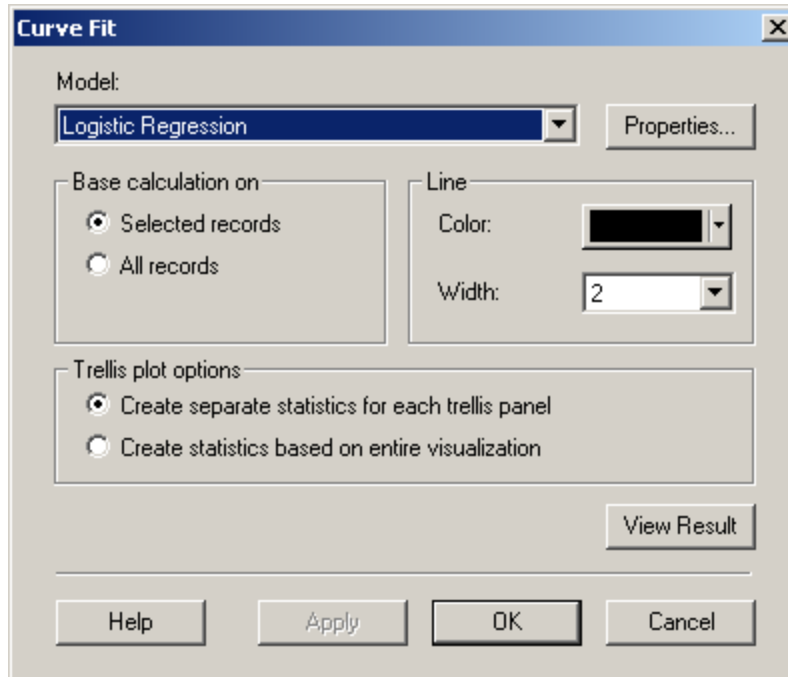 Curve Fit
Model:
Logistic Regression
Properties...
Base calculation on
Selected records
All records
Line
Color:
Width:
2
Trellis plot options
Create separate statistics for each trellis panel
Create statistics based on entire visualization
View Result
Help
Apply
OK
Cancel